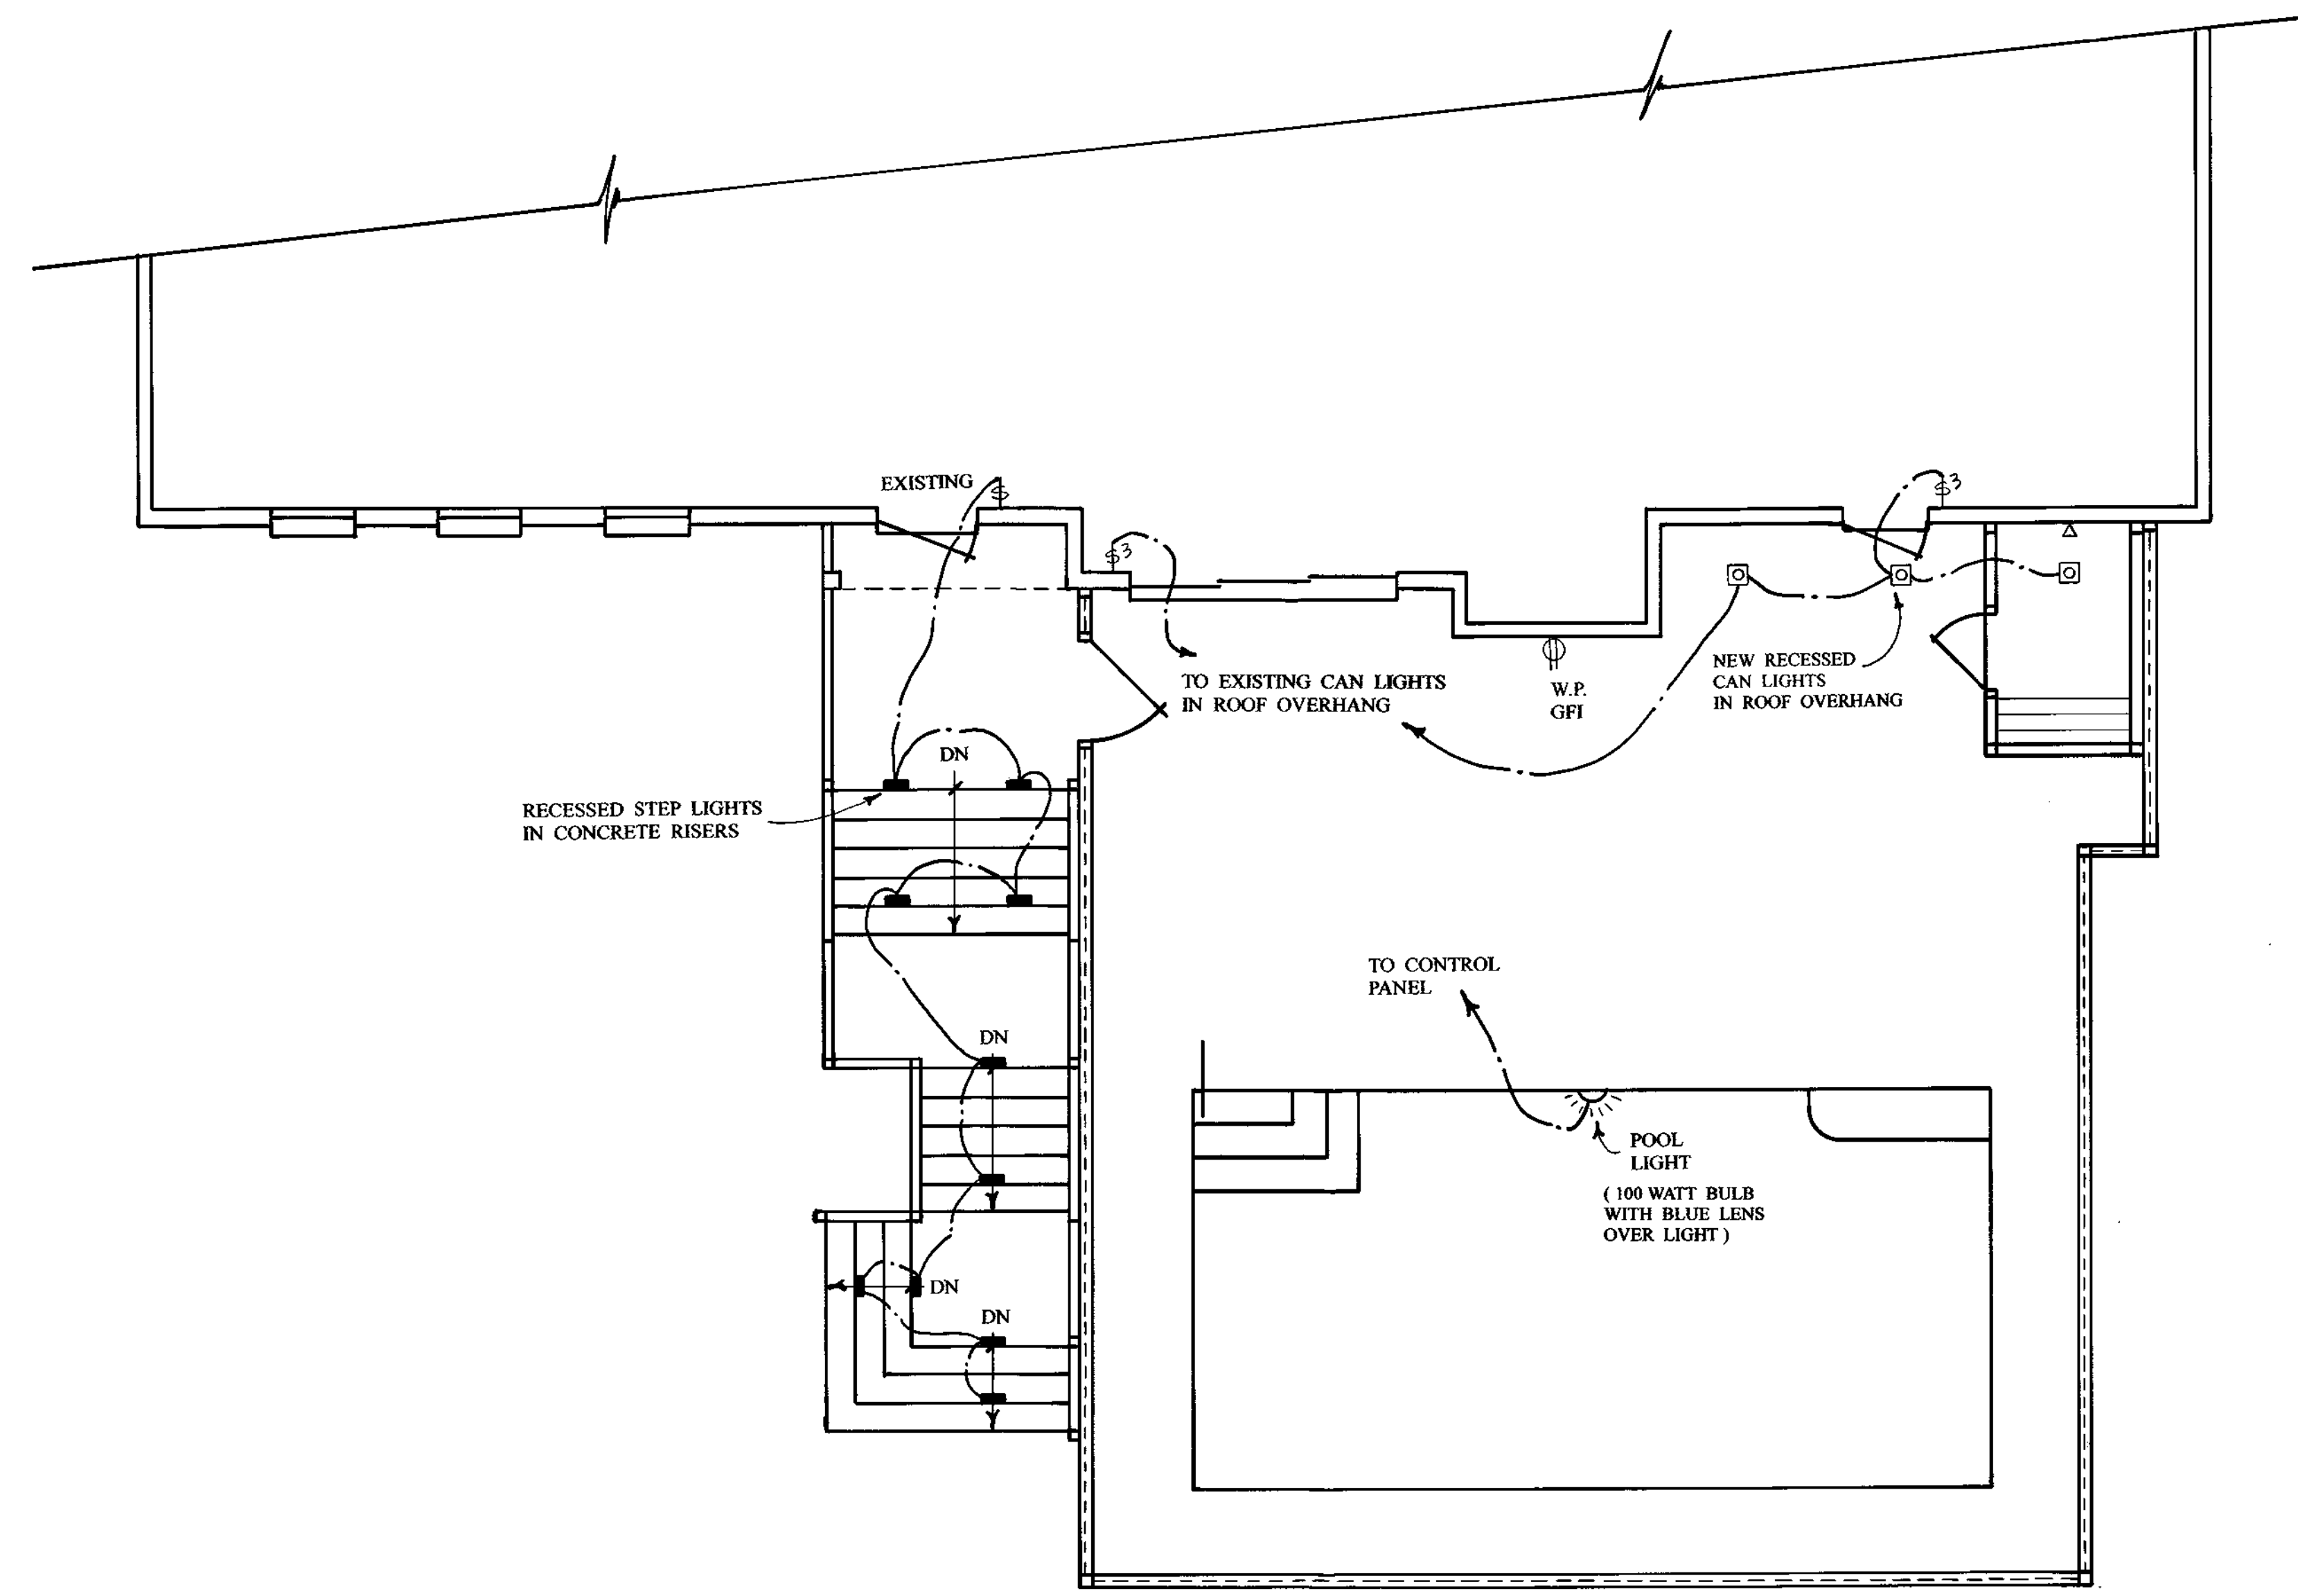 EXISTING
$
$3
$3
TO EXISTING CAN LIGHTS
IN ROOF OVERHANG
W.P.
GFI
NEW RECESSED
CAN LIGHTS
IN ROOF OVERHANG
DN
RECESSED STEP LIGHTS
IN CONCRETE RISERS
TO CONTROL
PANEL
DN
POOL
LIGHT
( 100 WATT BULB
WITH BLUE LENS
OVER LIGHT )
DN
DN